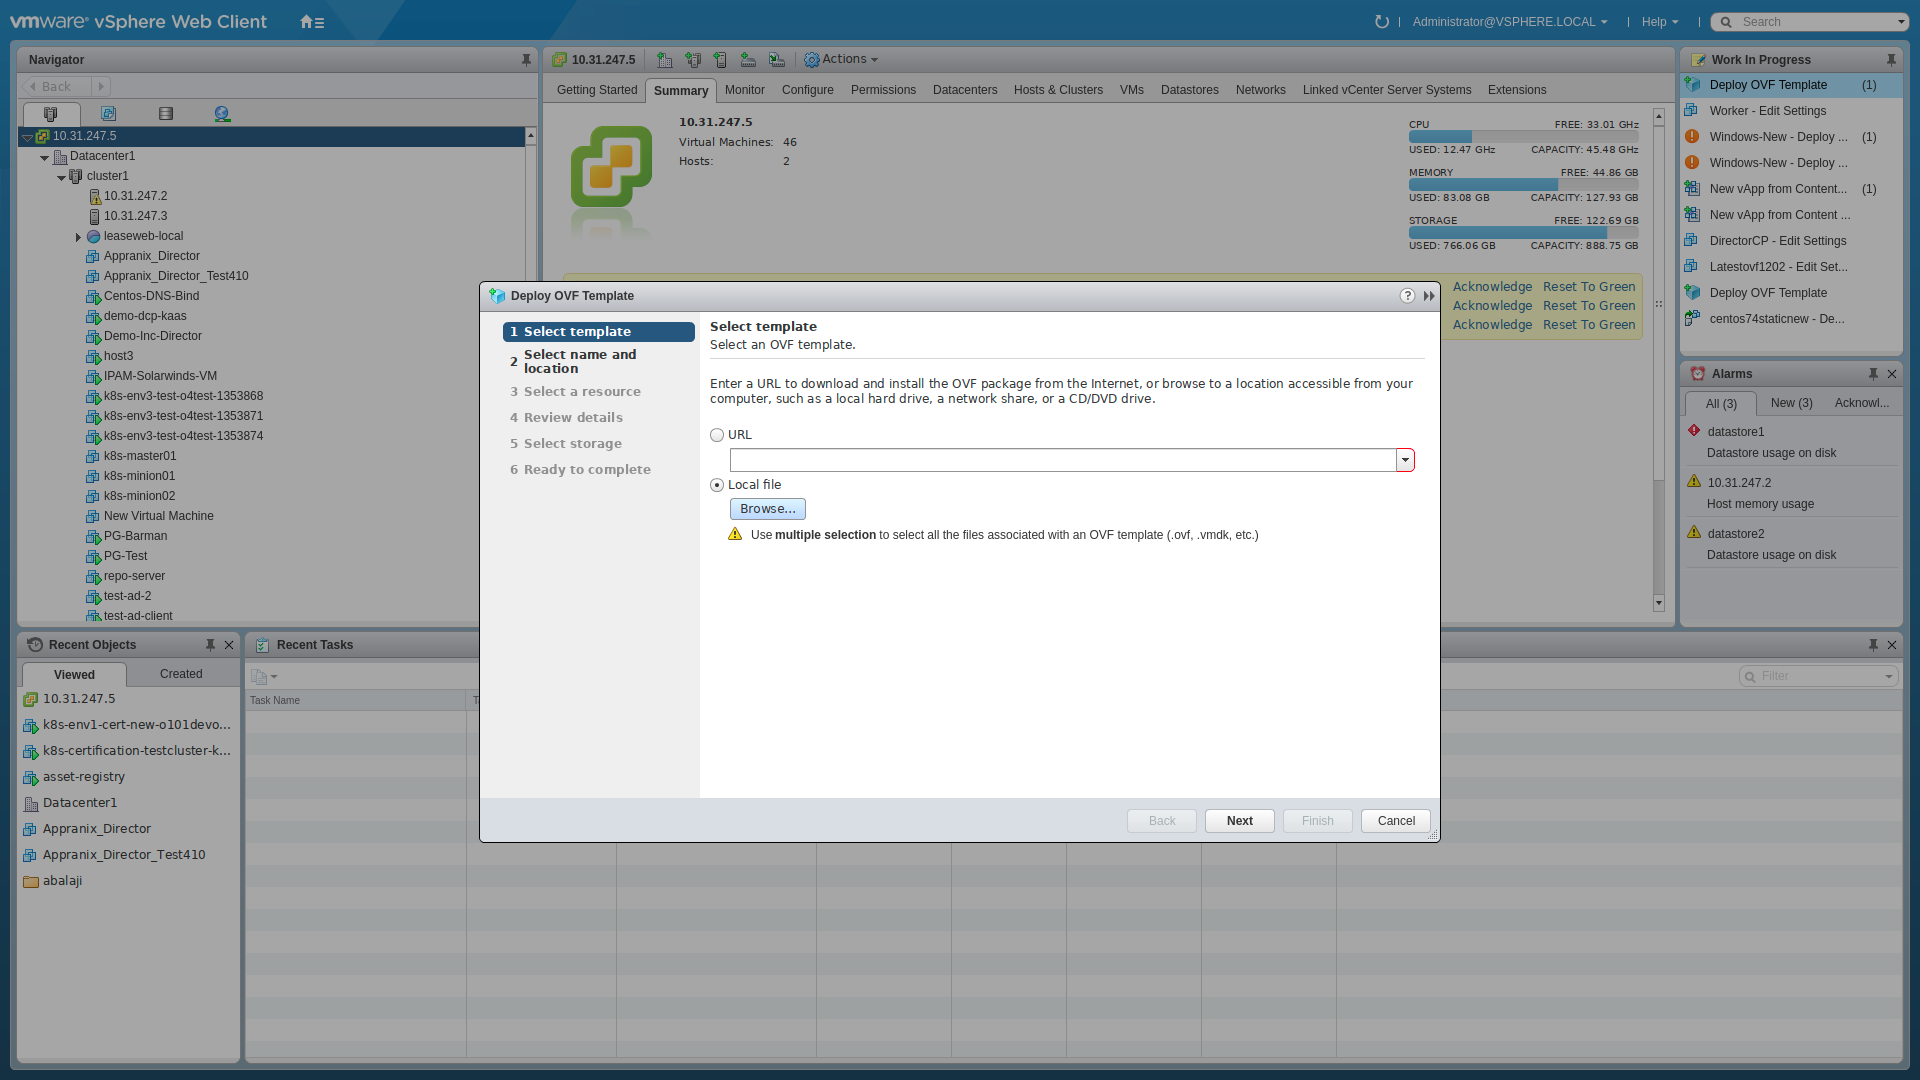 vmware® vSphere Web Client
Administrator@VSPHERE.LOCAL
Help
Search
Navigator
Back
10.31.247.5
Datacenter1
cluster1
10.31.247.2
10.31.247.3
leaseweb-local
Appranix_Director
Appranix_Director_Test410
Centos-DNS-Bind
demo-dcp-kaas
Demo-Inc-Director
host3
IPAM-Solarwinds-VM
k8s-env3-test-o4test-1353868
k8s-env3-test-o4test-1353871
k8s-env3-test-o4test-1353874
k8s-master01
k8s-minion01
k8s-minion02
New Virtual Machine
PG-Barman
PG-Test
repo-server
test-ad-2
test-ad-client
10.31.247.5
Actions
Getting Started Summary Monitor Configure Permissions Datacenters Hosts & Clusters VMs Datastores Networks Linked vCenter Server Systems Extensions
10.31.247.5
Virtual Machines: 46
Hosts: 2
CPU FREE: 33.01 GHz
USED: 12.47 GHz CAPACITY: 45.48 GHz
MEMORY FREE: 44.86 GB
USED: 83.08 GB CAPACITY: 127.93 GB
STORAGE FREE: 122.69 GB
USED: 766.06 GB CAPACITY: 888.75 GB
Acknowledge Reset To Green
Acknowledge Reset To Green
Acknowledge Reset To Green
Deploy OVF Template
?
1 Select template
2 Select name and
location
3 Select a resource
4 Review details
5 Select storage
6 Ready to complete
Select template
Select an OVF template.
Enter a URL to download and install the OVF package from the Internet, or browse to a location accessible from your
computer, such as a local hard drive, a network share, or a CD/DVD drive.
URL
Local file
Browse...
Use multiple selection to select all the files associated with an OVF template (.ovf, .vmdk, etc.)
Back Next Finish Cancel
Work In Progress
Deploy OVF Template (1)
Worker - Edit Settings
Windows-New - Deploy ... (1)
Windows-New - Deploy ...
New vApp from Content... (1)
New vApp from Content ...
DirectorCP - Edit Settings
Latestovf1202 - Edit Set...
Deploy OVF Template
centos74staticnew - De...
Alarms
All (3) New (3) Acknowl...
datastore1
Datastore usage on disk
10.31.247.2
Host memory usage
datastore2
Datastore usage on disk
Recent Objects
Viewed Created
10.31.247.5
k8s-env1-cert-new-o101devo...
k8s-certification-testcluster-k...
asset-registry
Datacenter1
Appranix_Director
Appranix_Director_Test410
abalaji
Recent Tasks
Filter
Task Name